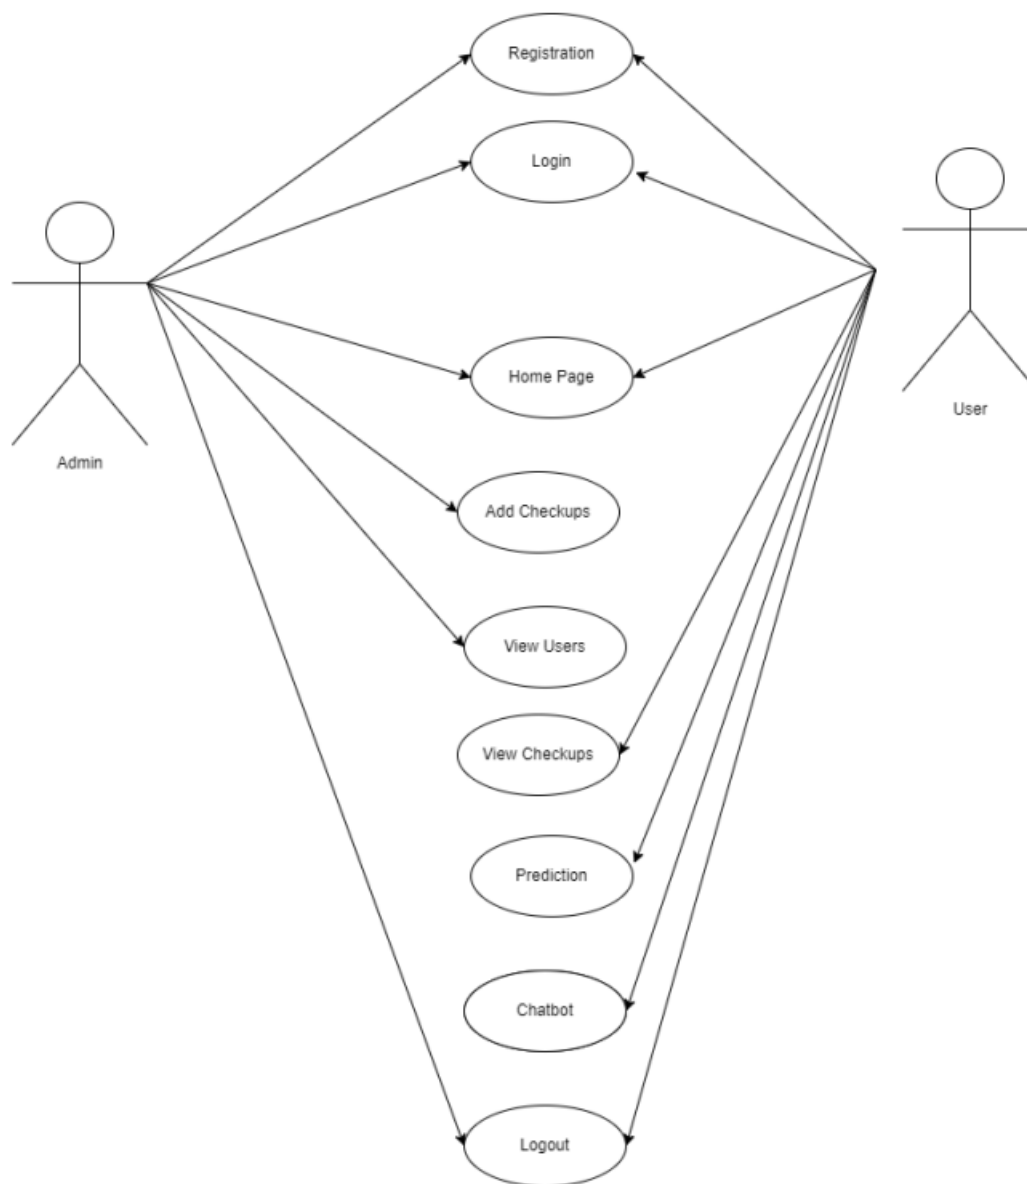 Registration
Login
Home Page
Admin
User
Add Checkups
View Users
View Checkups
Prediction
Chatbot
Logout